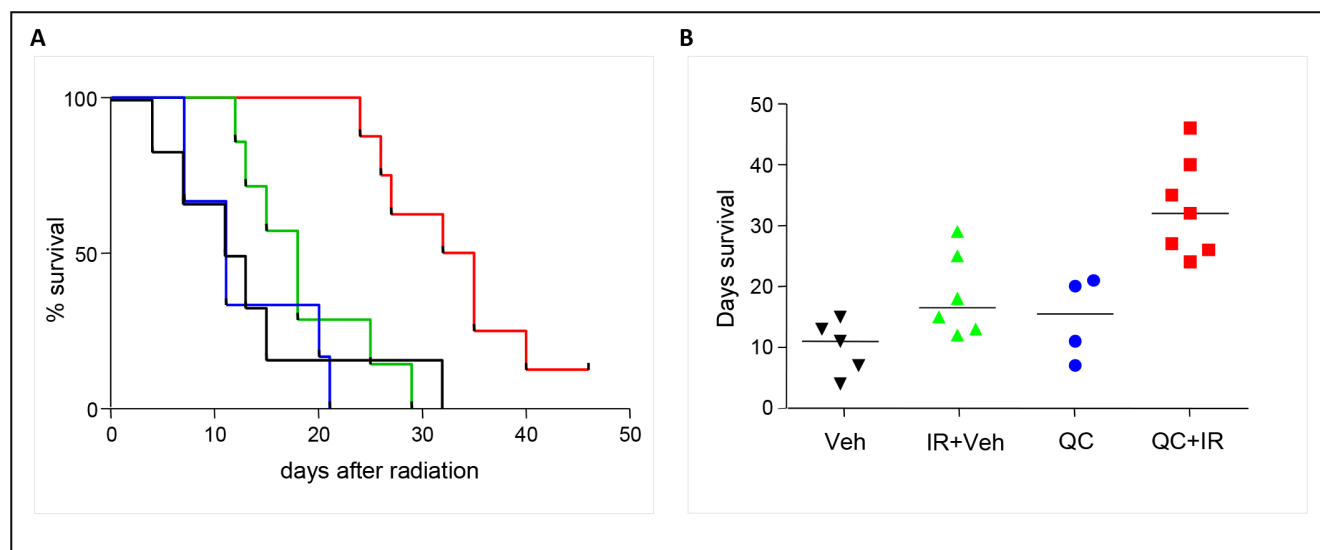 A
100
50
0
% survival
0 10 20 30 40 50
days after radiation
B
50
40
30
20
10
0
Days survival
Veh IR+Veh QC QC+IR